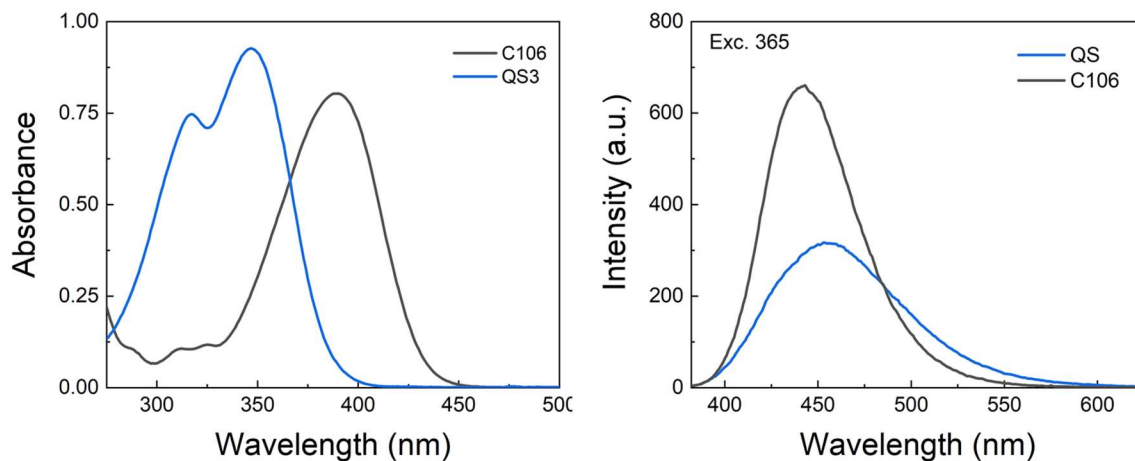 1.00
0.75
0.50
0.25
0.00
Absorbance
C106
QS3
300 350 400 450 500
Wavelength (nm)
800
600
400
200
0
Intensity (a.u.)
Exc. 365
QS
C106
400 450 500 550 600
Wavelength (nm)